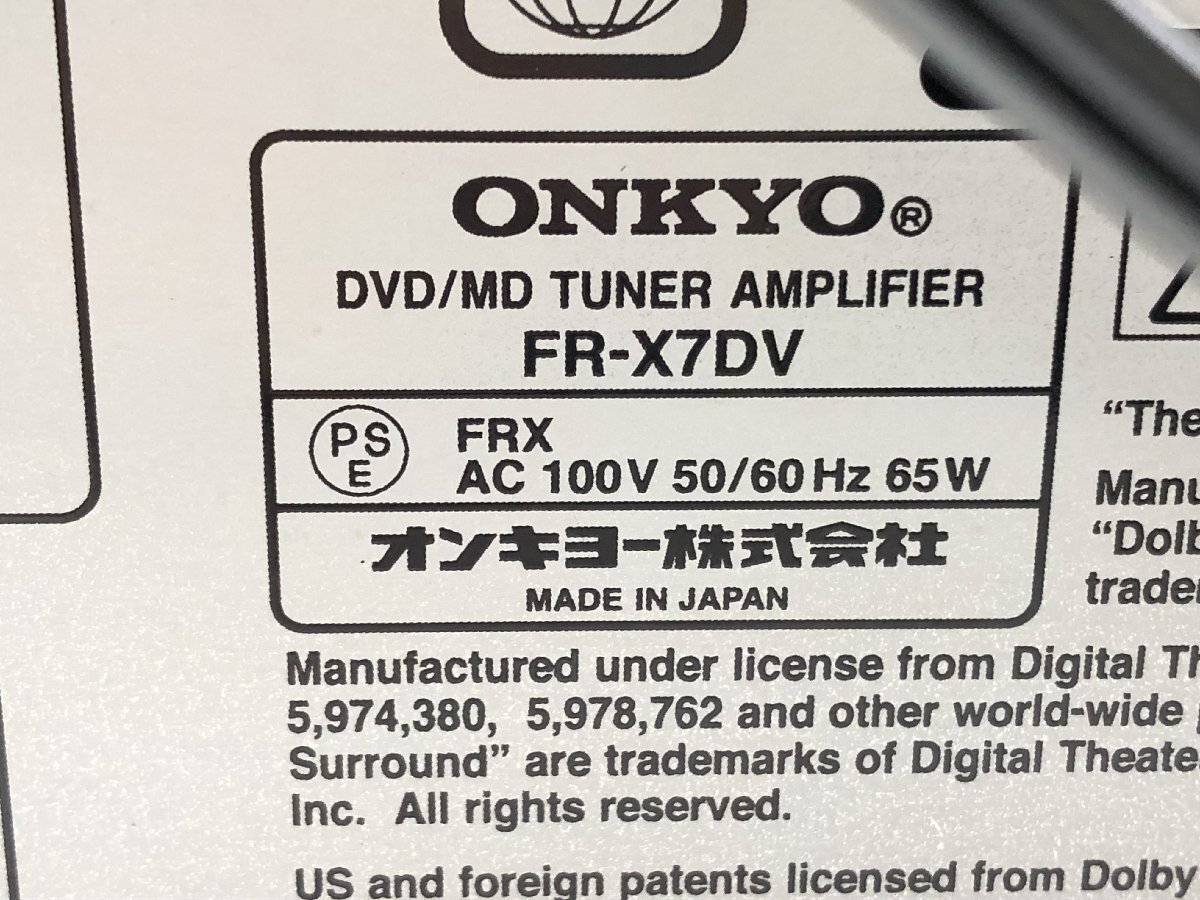 ONKYO®
DVD/MD TUNER AMPLIFIER
FR-X7DV
PS
E
FRX
AC 100V 50/60Hz 65W
オンキヨー株式会社
MADE IN JAPAN
“The
“Dolb
Manufactured under license from Digital Th
5,974,380, 5,978,762 and other world-wide
Surround” are trademarks of Digital Theate
Inc. All rights reserved.
US and foreign patents licensed from Dolby